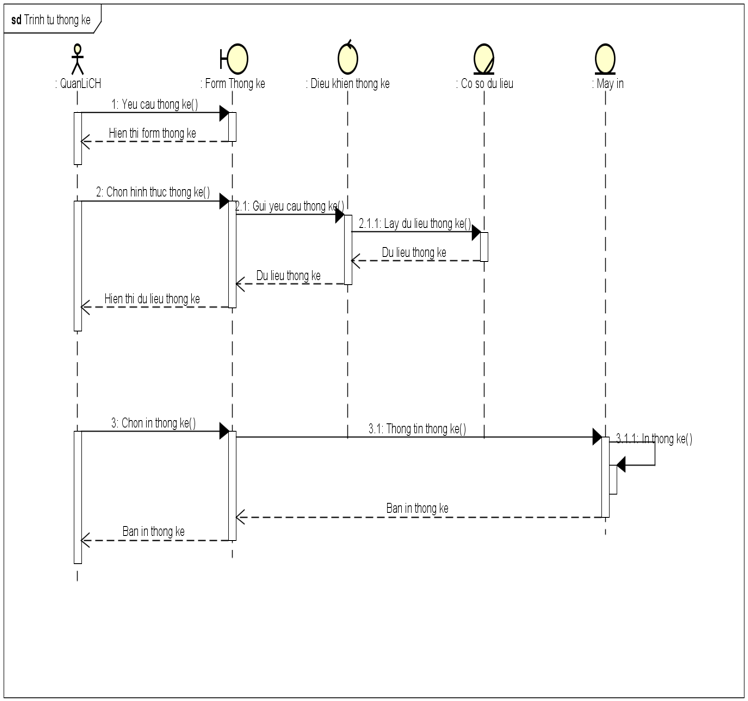 sd Trinh tu thong ke
: QuanLiCH
: Form Thong ke
: Dieu khien thong ke
: Co so du lieu
: May in
1: Yeu cau thong ke()
Hien thi form thong ke
2: Chon hinh thuc thong ke()
2.1: Gui yeu cau thong ke()
2.1.1: Lay du lieu thong ke()
Du lieu thong ke
Du lieu thong ke
Hien thi du lieu thong ke
3: Chon in thong ke()
3.1: Thong tin thong ke()
3.1.1: In thong ke()
Ban in thong ke
Ban in thong ke